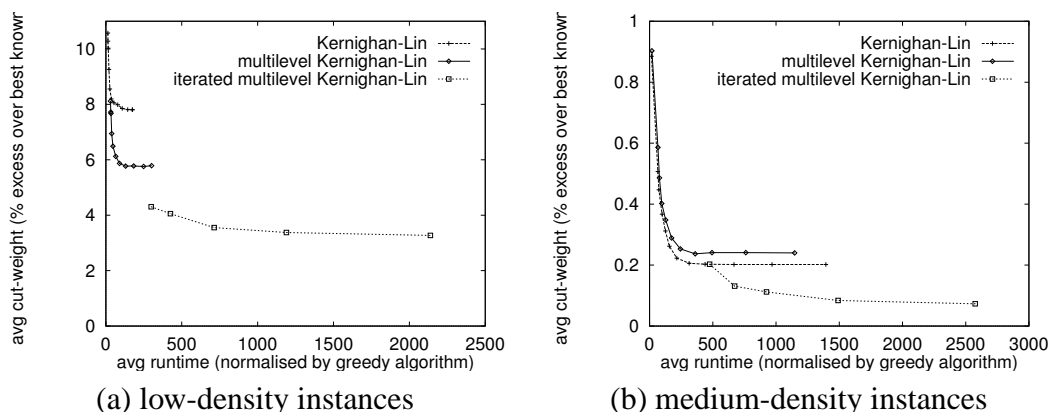 avg cut-weight (% excess over best known
10
8
6
4
2
0
Kernighan-Lin
multilevel Kernighan-Lin
iterated multilevel Kernighan-Lin
0 500 1000 1500 2000 2500
avg runtime (normalised by greedy algorithm)
(a) low-density instances
avg cut-weight (% excess over best known
1
0.8
0.6
0.4
0.2
0
Kernighan-Lin
multilevel Kernighan-Lin
iterated multilevel Kernighan-Lin
0 500 1000 1500 2000 2500 3000
avg runtime (normalised by greedy algorithm)
(b) medium-density instances